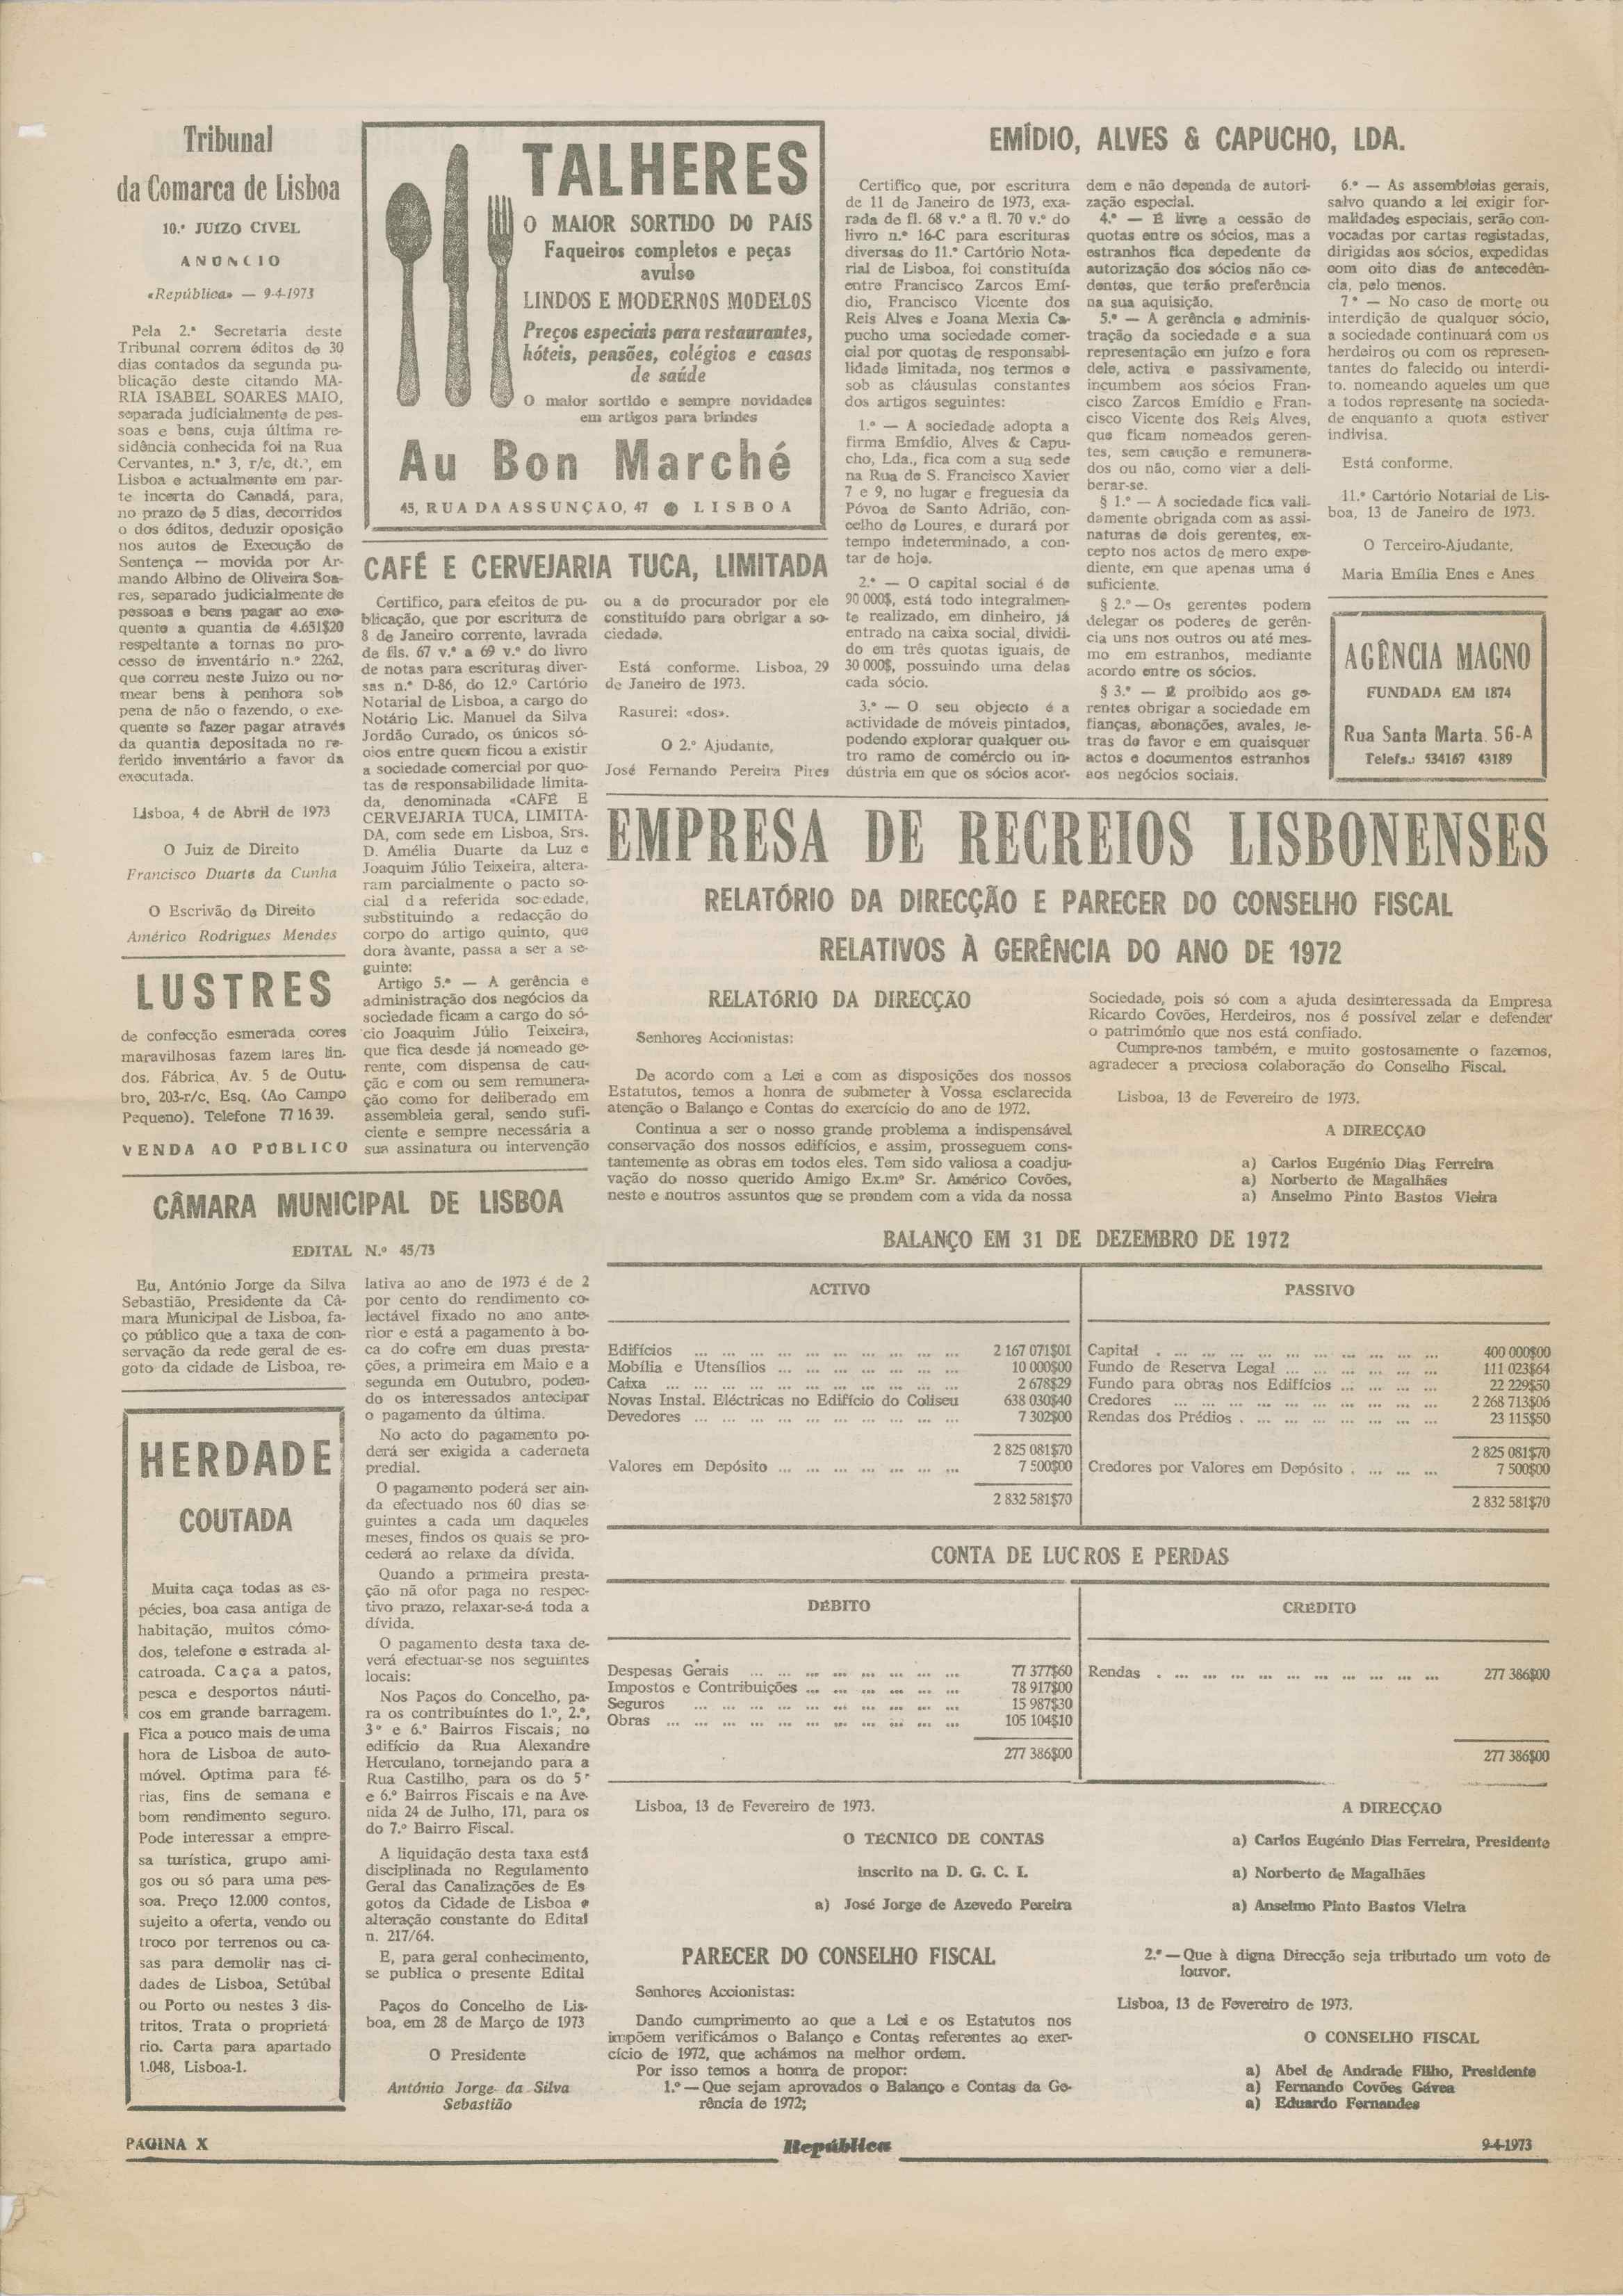 Tribunal
da Comarca de Lisboa
10.º JUÍZO CÍVEL
ANÚNCIO
«República» — 9-4-1973
Pela 2.ª Secretaria deste
Tribunal correm éditos de 30
dias contados da segunda pu-
blicação deste citando MA-
RIA ISABEL SOARES MAIO,
separada judicialmente de pes-
soas e bens, cuja última re-
sidência conhecida foi na Rua
Cervantes, n.º 3, r/c, dt.º, em
Lisboa e actualmente em par-
te incerta do Canadá, para,
no prazo de 5 dias, decorridos
o dos éditos, deduzir oposição
nos autos de Execução de
Sentença — movida por Ar-
mando Albino de Oliveira Soa-
res, separado judicialmente de
pessoas e bens pagar ao exe-
quente a quantia de 4.651$20
respeitante a tornas no pro-
cesso de inventário n.º 2262,
que correu neste Juízo ou no-
mear bens à penhora sob
pena de não o fazendo, o exe-
quente se fazer pagar através
da quantia depositada no re-
ferido inventário a favor da
executada.
Lisboa, 4 de Abril de 1973
O Juiz de Direito
Francisco Duarte da Cunha
O Escrivão de Direito
Américo Rodrigues Mendes
LUSTRES
de confecção esmerada cores
maravilhosas fazem lares lin-
dos. Fábrica, Av. 5 de Outu-
bro, 203-r/c. Esq. (Ao Campo
Pequeno). Telefone 77 16 39.
VENDA AO PÚBLICO
TALHERES
O MAIOR SORTIDO DO PAÍS
Faqueiros completos e peças
avulso
LINDOS E MODERNOS MODELOS
Preços especiais para restaurantes,
hóteis, pensões, colégios e casas
de saúde
O maior sortido e sempre novidades
em artigos para brindes
Au Bon Marché
45, RUA DA ASSUNÇÃO, 47 ● LISBOA
CAFÉ E CERVEJARIA TUCA, LIMITADA
Certifico, para efeitos de pu-
blicação, que por escritura de
8 de Janeiro corrente, lavrada
de fls. 67 v.º a 69 v.º do livro
de notas para escrituras diver-
sas n.º D-86, do 12.º Cartório
Notarial de Lisboa, a cargo do
Notário Lic. Manuel da Silva
Jordão Curado, os únicos só-
cios entre quem ficou a existir
a sociedade comercial por quo-
tas de responsabilidade limita-
da, denominada «CAFÉ E
CERVEJARIA TUCA, LIMITA-
DA, com sede em Lisboa, Srs.
D. Amélia Duarte da Luz e
Joaquim Júlio Teixeira, altera-
ram parcialmente o pacto so-
cial da referida sociedade,
substituindo a redacção do
corpo do artigo quinto, que
dora àvante, passa a ser a se-
guinte:
Artigo 5.º — A gerência e
administração dos negócios da
sociedade ficam a cargo do só-
cio Joaquim Júlio Teixeira,
que fica desde já nomeado ge-
rente, com dispensa de cau-
ção e com ou sem remunera-
ção como for deliberado em
assembleia geral, sendo sufi-
ciente e sempre necessária a
sua assinatura ou intervenção
ou a de procurador por ele
constituído para obrigar a so-
ciedade.
Está conforme. Lisboa, 29
de Janeiro de 1973.
Rasurei: «dos».
O 2.º Ajudante,
José Fernando Pereira Pires
EMÍDIO, ALVES & CAPUCHO, LDA.
Certifico que, por escritura
de 11 de Janeiro de 1973, exa-
rada de fl. 68 v.º a fl. 70 v.º do
livro n.º 16-C para escrituras
diversas do 11.º Cartório Nota-
rial de Lisboa, foi constituída
entre Francisco Zarcos Emí-
dio, Francisco Vicente dos
Reis Alves e Joana Mexia Ca-
pucho uma sociedade comer-
cial por quotas de responsabi-
lidade limitada, nos termos e
sob as cláusulas constantes
dos artigos seguintes:
1.º — A sociedade adopta a
firma Emídio, Alves & Capu-
cho, Lda., fica com a sua sede
na Rua de S. Francisco Xavier
7 e 9, no lugar e freguesia da
Póvoa de Santo Adrião, con-
celho de Loures, e durará por
tempo indeterminado, a con-
tar de hoje.
2.º — O capital social é de
90 000$, está todo integralmen-
te realizado, em dinheiro, já
entrado na caixa social, dividi-
do em três quotas iguais, de
30 000$, possuindo uma delas
cada sócio.
3.º — O seu objecto é a
actividade de móveis pintados,
podendo explorar qualquer ou-
tro ramo de comércio ou in-
dústria em que os sócios acor-
dem e não dependa de autori-
zação especial.
4.º — É livre a cessão de
quotas entre os sócios, mas a
estranhos fica depedente de
autorização dos sócios não ce-
dentes, que terão preferência
na sua aquisição.
5.º — A gerência e adminis-
tração da sociedade e a sua
representação em juízo e fora
dele, activa e passivamente,
incumbem aos sócios Fran-
cisco Zarcos Emídio e Fran-
cisco Vicente dos Reis Alves,
que ficam nomeados geren-
tes, sem caução e remunera-
dos ou não, como vier a deli-
berar-se.
§ 1.º — A sociedade fica vali-
damente obrigada com as assi-
naturas de dois gerentes, ex-
cepto nos actos de mero expe-
diente, em que apenas uma é
suficiente.
§ 2.º — Os gerentes podem
delegar os poderes de gerên-
cia uns nos outros ou até mes-
mo em estranhos, mediante
acordo entre os sócios.
§ 3.º — É proibido aos ge-
rentes obrigar a sociedade em
fianças, abonações, avales, le-
tras de favor e em quaisquer
actos e documentos estranhos
aos negócios sociais.
6.º — As assembleias gerais,
salvo quando a lei exigir for-
malidades especiais, serão con-
vocadas por cartas registadas,
dirigidas aos sócios, expedidas
com oito dias de antecedên-
cia, pelo menos.
7º — No caso de morte ou
interdição de qualquer sócio,
a sociedade continuará com os
herdeiros ou com os represen-
tantes do falecido ou interdi-
to, nomeando aqueles um que
a todos represente na socieda-
de enquanto a quota estiver
indivisa.
Está conforme.
11.º Cartório Notarial de Lis-
boa, 13 de Janeiro de 1973.
O Terceiro-Ajudante,
Maria Emília Enes e Anes
AGÊNCIA MAGNO
FUNDADA EM 1874
Rua Santa Marta. 56-A
Telefs.: 534167 43189
EMPRESA DE RECREIOS LISBONENSES
RELATÓRIO DA DIRECÇÃO E PARECER DO CONSELHO FISCAL
RELATIVOS À GERÊNCIA DO ANO DE 1972
RELATÓRIO DA DIRECÇÃO
Senhores Accionistas:
De acordo com a Lei e com as disposições dos nossos
Estatutos, temos a honra de submeter à Vossa esclarecida
atenção o Balanço e Contas do exercício do ano de 1972.
Continua a ser o nosso grande problema a indispensável
conservação dos nossos edifícios, e assim, prosseguem cons-
tantemente as obras em todos eles. Tem sido valiosa a coadju-
vação do nosso querido Amigo Ex.mº Sr. Américo Covões,
neste e noutros assuntos que se prendem com a vida da nossa
Sociedade, pois só com a ajuda desinteressada da Empresa
Ricardo Covões, Herdeiros, nos é possível zelar e defender
o património que nos está confiado.
Cumpre-nos também, e muito gostosamente o fazemos,
agradecer a preciosa colaboração do Conselho Fiscal.
Lisboa, 13 de Fevereiro de 1973.
A DIRECÇÃO
a) Carlos Eugénio Dias Ferreira
a) Norberto de Magalhães
a) Anselmo Pinto Bastos Vieira
BALANÇO EM 31 DE DEZEMBRO DE 1972
ACTIVO
Edifícios ... ... ... ... ... ... ... ... ... ... 2 167 071$01
Mobília e Utensílios ... ... ... ... ... ... ... 10 000$00
Caixa ... ... ... ... ... ... ... ... ... ... ... 2 678$29
Novas Instal. Eléctricas no Edifício do Coliseu 638 030$40
Devedores ... ... ... ... ... ... ... ... ... ... 7 302$00
2 825 081$70
Valores em Depósito ... ... ... ... ... ... ... 7 500$00
2 832 581$70
PASSIVO
Capital . ... ... ... ... ... ... ... ... ... ... 400 000$00
Fundo de Reserva Legal ... ... ... ... ... ... 111 023$64
Fundo para obras nos Edifícios ... ... ... ... 22 229$50
Credores ... ... ... ... ... ... ... ... ... ... 2 268 713$06
Rendas dos Prédios . ... ... ... ... ... ... ... 23 115$50
2 825 081$70
Credores por Valores em Depósito . ... ... ... 7 500$00
2 832 581$70
CONTA DE LUCROS E PERDAS
DÉBITO
Despesas Gerais ... ... ... ... ... ... ... ... 77 377$60
Impostos e Contribuições ... ... ... ... ... ... 78 917$00
Seguros ... ... ... ... ... ... ... ... ... ... 15 987$30
Obras ... ... ... ... ... ... ... ... ... ... ... 105 104$10
277 386$00
CRÉDITO
Rendas . ... ... ... ... ... ... ... ... ... ... 277 386$00
277 386$00
Lisboa, 13 de Fevereiro de 1973.
O TÉCNICO DE CONTAS
inscrito na D. G. C. I.
a) José Jorge de Azevedo Pereira
A DIRECÇÃO
a) Carlos Eugénio Dias Ferreira, Presidente
a) Norberto de Magalhães
a) Anselmo Pinto Bastos Vieira
PARECER DO CONSELHO FISCAL
Senhores Accionistas:
Dando cumprimento ao que a Lei e os Estatutos nos
impõem verificámos o Balanço e Contas referentes ao exer-
cício de 1972, que achámos na melhor ordem.
Por isso temos a honra de propor:
1.º — Que sejam aprovados o Balanço e Contas da Ge-
rência de 1972;
2.º — Que à digna Direcção seja tributado um voto de
louvor.
Lisboa, 13 de Fevereiro de 1973.
O CONSELHO FISCAL
a) Abel de Andrade Filho, Presidente
a) Fernando Covões Gávea
a) Eduardo Fernandes
CÂMARA MUNICIPAL DE LISBOA
EDITAL N.º 45/73
Eu, António Jorge da Silva
Sebastião, Presidente da Câ-
mara Municipal de Lisboa, fa-
ço público que a taxa de con-
servação da rede geral de es-
goto da cidade de Lisboa, re-
lativa ao ano de 1973 é de 2
por cento do rendimento co-
lectável fixado no ano ante-
rior e está a pagamento à bo-
ca do cofre em duas presta-
ções, a primeira em Maio e a
segunda em Outubro, poden-
do os interessados antecipar
o pagamento da última.
No acto do pagamento po-
derá ser exigida a caderneta
predial.
O pagamento poderá ser ain-
da efectuado nos 60 dias se-
guintes a cada um daqueles
meses, findos os quais se pro-
cederá ao relaxe da dívida.
Quando a primeira presta-
ção nã ofor paga no respec-
tivo prazo, relaxar-se-á toda a
dívida.
O pagamento desta taxa de-
verá efectuar-se nos seguintes
locais:
Nos Paços do Concelho, pa-
ra os contribuíntes do 1.º, 2.º,
3º e 6.º Bairros Fiscais; no
edifício da Rua Alexandre
Herculano, tornejando para a
Rua Castilho, para os do 5º
e 6.º Bairros Fiscais e na Ave-
nida 24 de Julho, 171, para os
do 7.º Bairro Fiscal.
A liquidação desta taxa está
disciplinada no Regulamento
Geral das Canalizações de Es
gotos da Cidade de Lisboa e
alteração constante do Edital
n. 217/64.
E, para geral conhecimento,
se publica o presente Edital
Paços do Concelho de Lis-
boa, em 28 de Março de 1973
O Presidente
António Jorge da Silva
Sebastião
HERDADE
COUTADA
Muita caça todas as es-
pécies, boa casa antiga de
habitação, muitos cómo-
dos, telefone e estrada al-
catroada. Caça a patos,
pesca e desportos náuti-
cos em grande barragem.
Fica a pouco mais de uma
hora de Lisboa de auto-
móvel. Óptima para fé-
rias, fins de semana e
bom rendimento seguro.
Pode interessar a empre-
sa turística, grupo ami-
gos ou só para uma pes-
soa. Preço 12.000 contos,
sujeito a oferta, vendo ou
troco por terrenos ou ca-
sas para demolir nas ci-
dades de Lisboa, Setúbal
ou Porto ou nestes 3 dis-
tritos. Trata o proprietá
rio. Carta para apartado
1.048, Lisboa-1.
PÁGINA X
República
9-4-1973